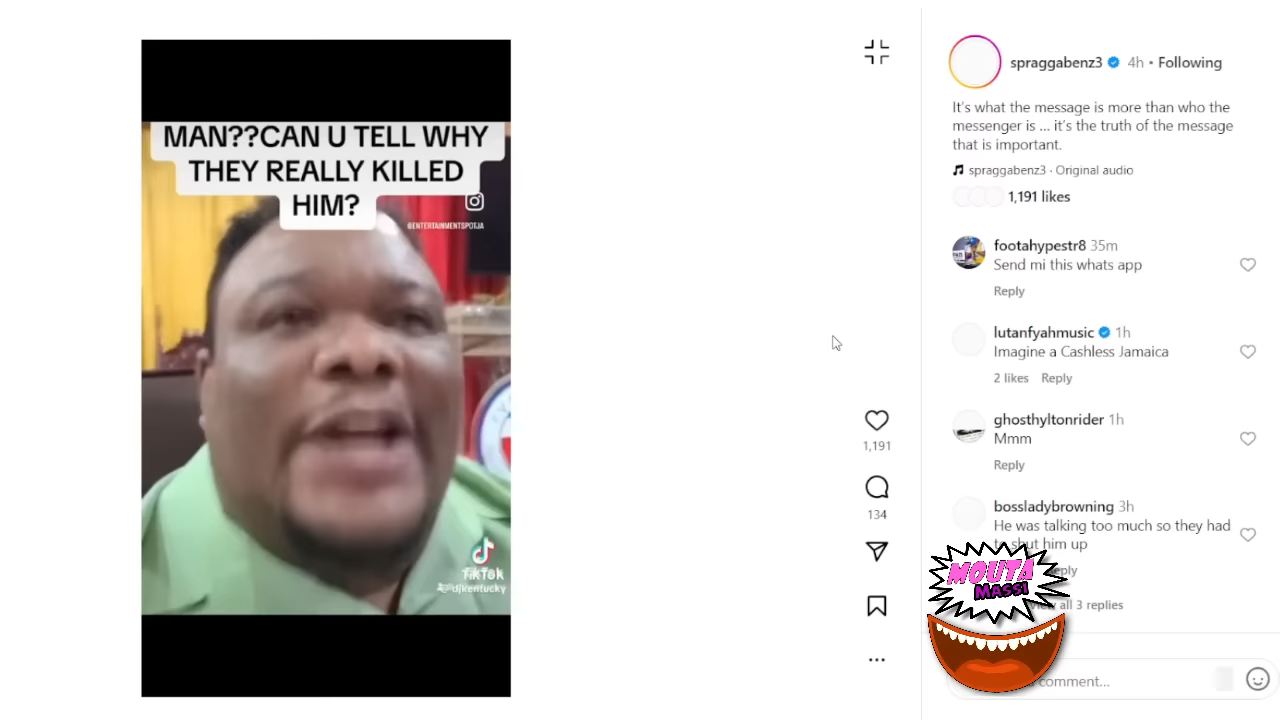 MAN??CAN U TELL WHY
THEY REALLY KILLED
HIM?
@ENTERTAINMENTSPOTJA
TikTok
@djkentucky
1,191
134
spraggabenz3 4h • Following
It's what the message is more than who the
messenger is ... it's the truth of the message
that is important.
spraggabenz3 · Original audio
1,191 likes
footahypestr8 35m
Send mi this whats app
Reply
lutanfyahmusic 1h
Imagine a Cashless Jamaica
2 likes Reply
ghosthyltonrider 1h
Mmm
Reply
bossladybrowning 3h
He was talking too much so they had
to shut him up
MOUTA
MASSI
all 3 replies
comment...